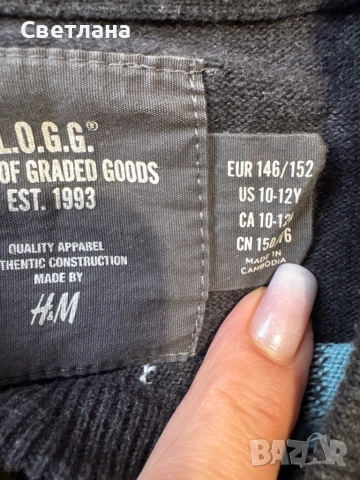 Светлана
L.O.G.G.®
OF GRADED GOODS
EST. 1993
QUALITY APPAREL
THENTIC CONSTRUCTION
MADE BY
H&M
EUR 146/152
US 10-12Y
CA 10-12
CN 150/76
MADE IN
CAMBODIA
bazar